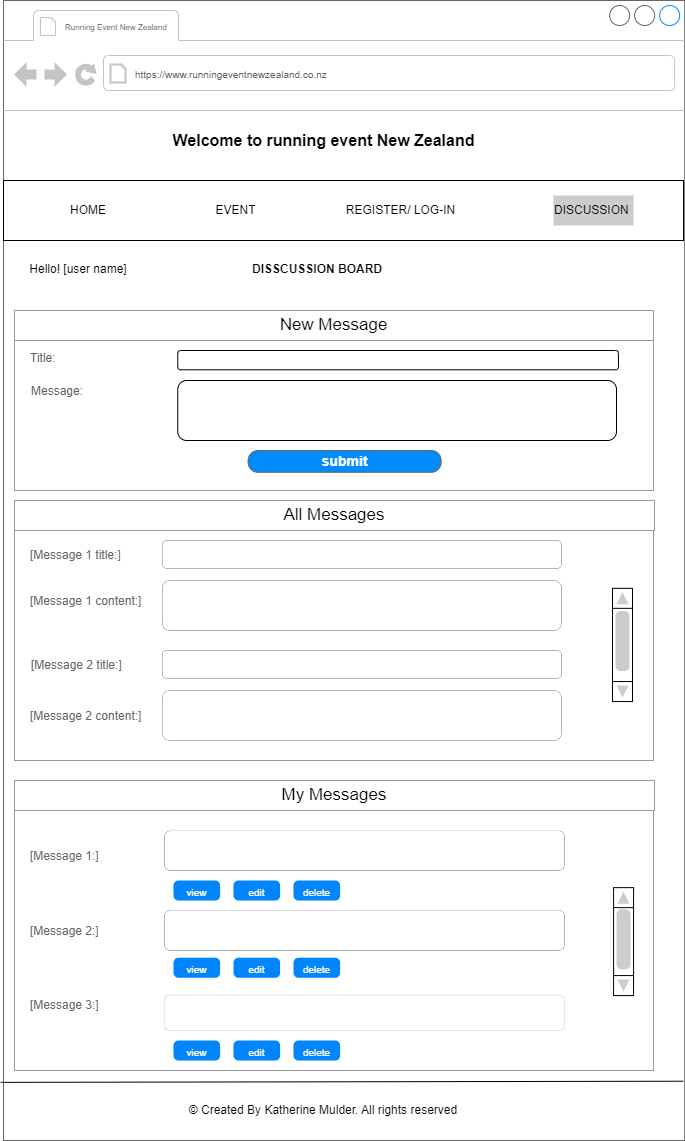 Running Event New Zealand
https://www.runningeventnewzealand.co.nz
Welcome to running event New Zealand
HOME EVENT REGISTER/ LOG-IN DISCUSSION
Hello! [user name] DISSCUSSION BOARD
New Message
Title:
Message:
submit
All Messages
[Message 1 title:]
[Message 1 content:]
[Message 2 title:]
[Message 2 content:]
My Messages
[Message 1:]
view edit delete
[Message 2:]
view edit delete
[Message 3:]
view edit delete
© Created By Katherine Mulder. All rights reserved